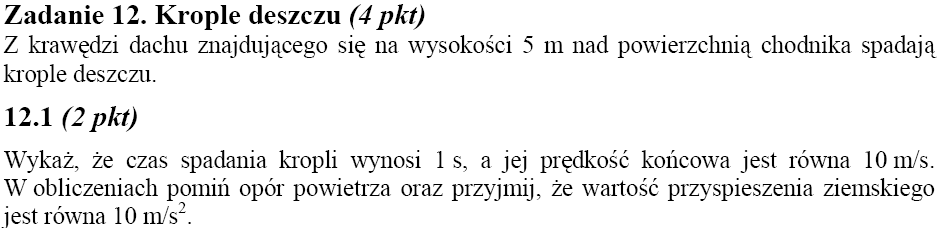 Zadanie 12. Krople deszczu (4 pkt)
Z krawędzi dachu znajdującego się na wysokości 5 m nad powierzchnią chodnika spadają
krople deszczu.
12.1 (2 pkt)
Wykaż, że czas spadania kropli wynosi 1 s, a jej prędkość końcowa jest równa 10 m/s.
W obliczeniach pomiń opór powietrza oraz przyjmij, że wartość przyspieszenia ziemskiego
jest równa 10 m/s².